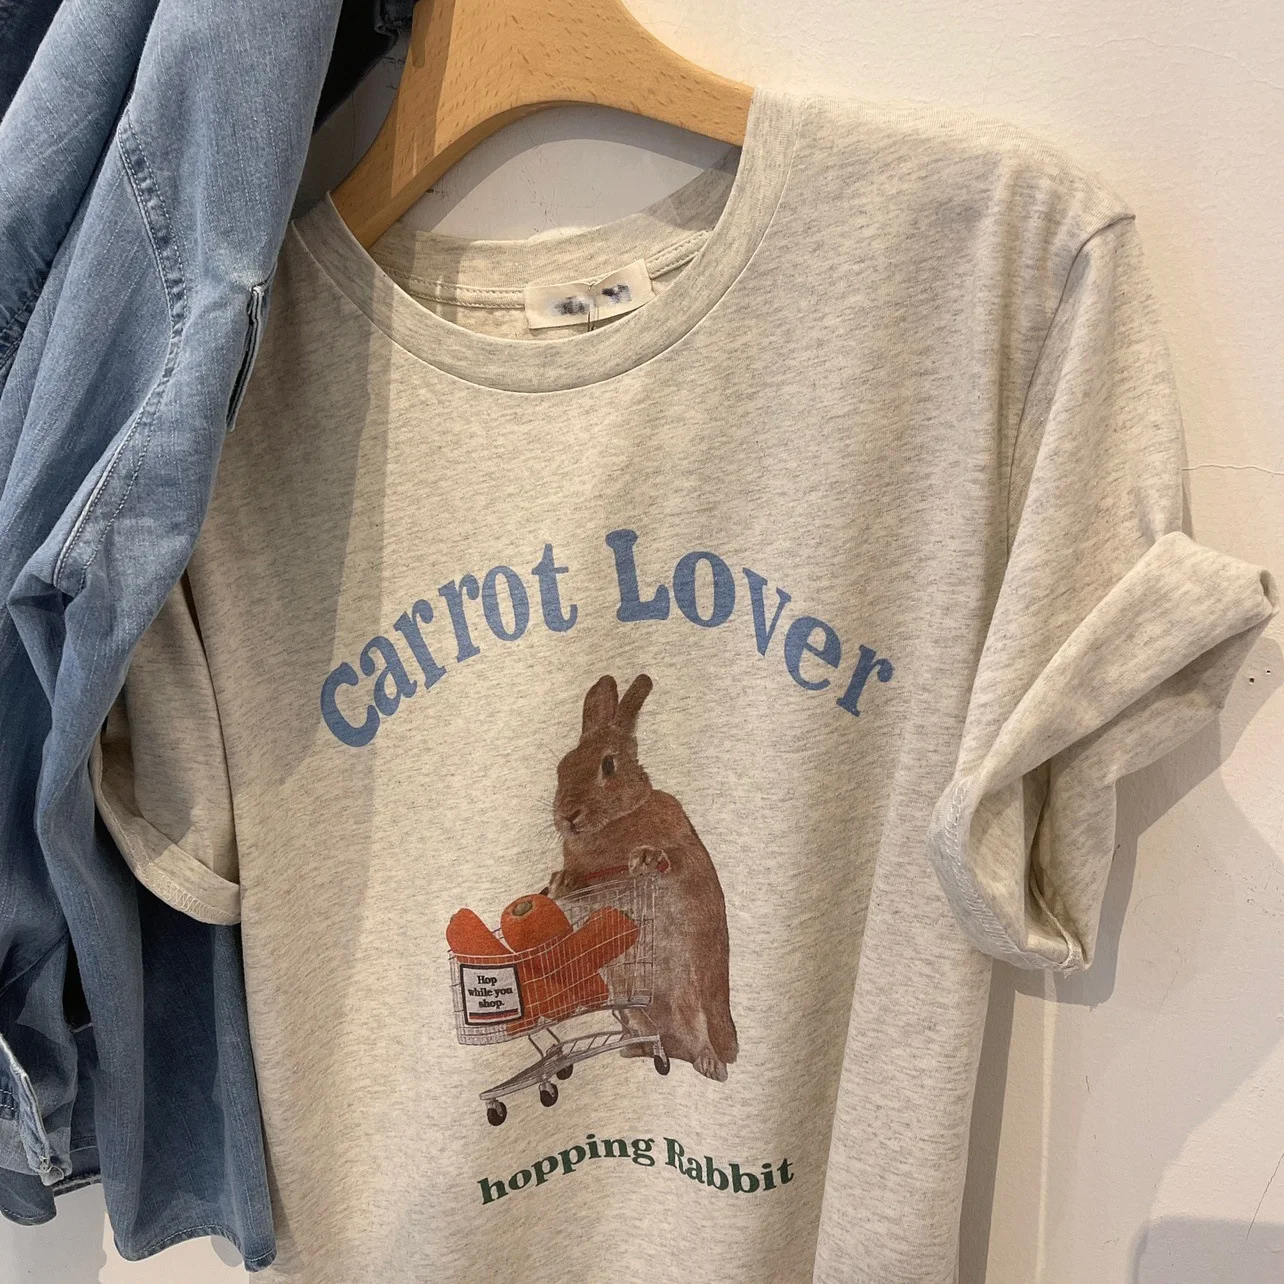 carrot Lover
Hop
while you
shop.
hopping Rabbit